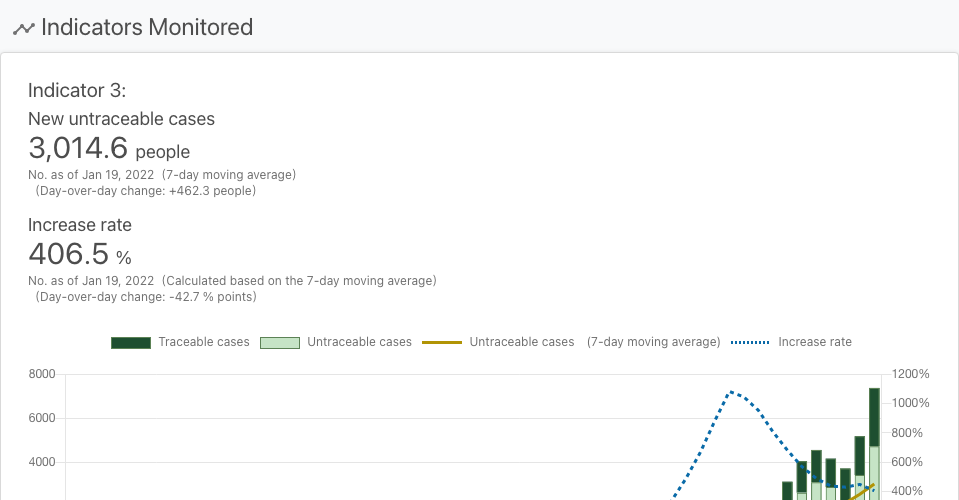 Indicators Monitored
Indicator 3:
New untraceable cases
3,014.6 people
No. as of Jan 19, 2022 (7-day moving average)
(Day-over-day change: +462.3 people)
Increase rate
406.5 %
No. as of Jan 19, 2022 (Calculated based on the 7-day moving average)
(Day-over-day change: -42.7 % points)
Traceable cases Untraceable cases Untraceable cases (7-day moving average) Increase rate
8000 1200%
1000%
6000
800%
4000 600%
400%